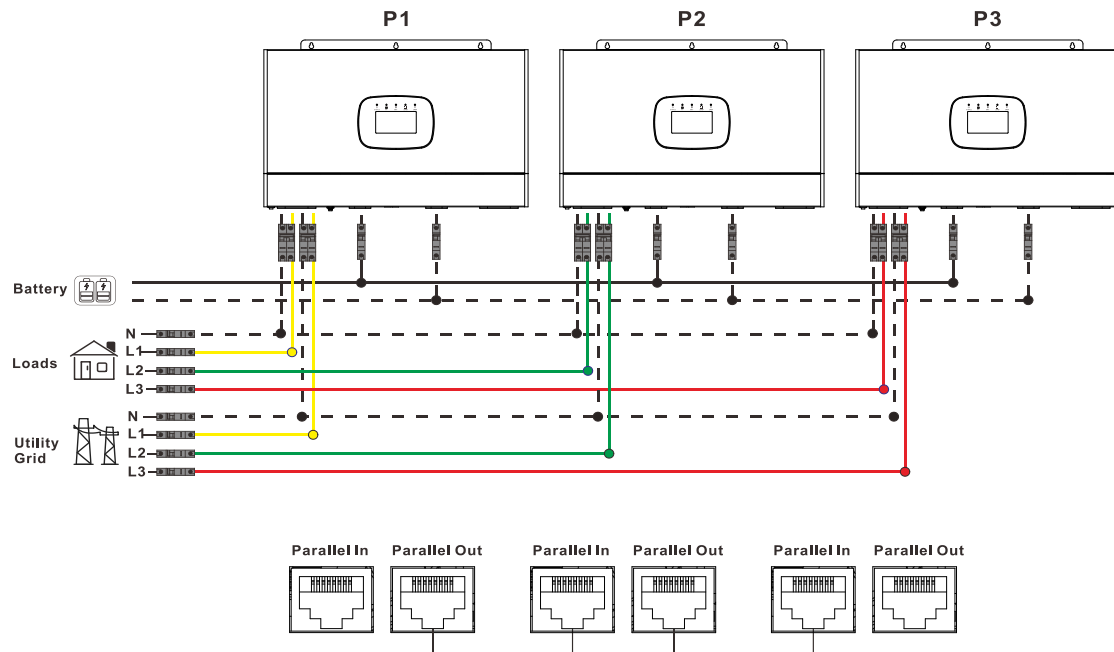 P1 P2 P3
Battery
N
L1
Loads
L2
L3
N
L1
Utility
Grid
L2
L3
Parallel In Parallel Out Parallel In Parallel Out Parallel In Parallel Out